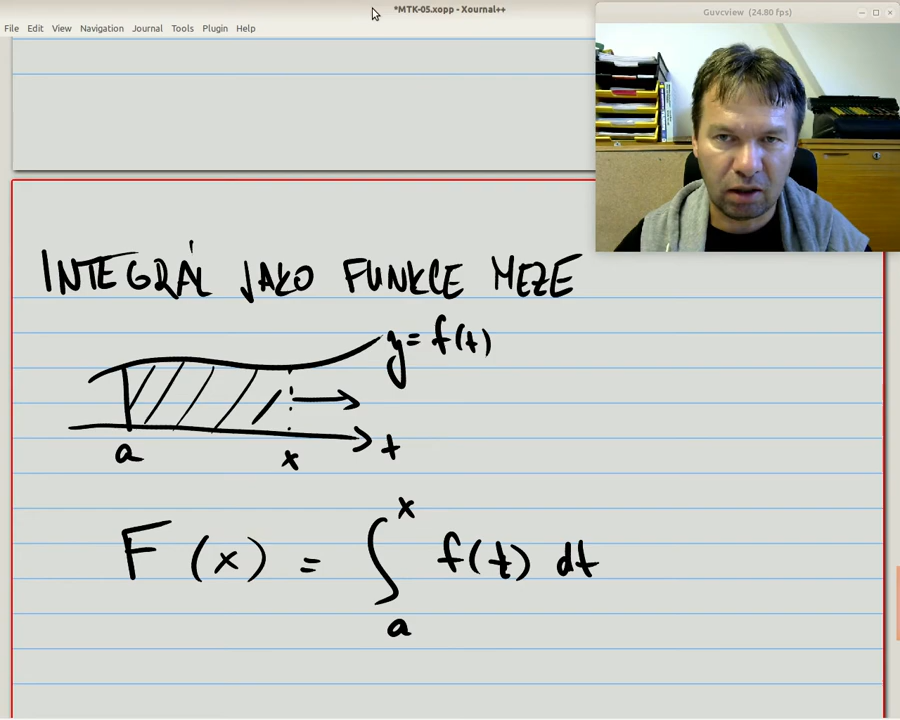 *MTK-05.xopp - Xournal++
Guvcview (24.80 fps)
File Edit View Navigation Journal Tools Plugin Help
INTEGRÁL JAKO FUNKCE MEZE
y = f(t)
a x t
F(x) = ∫ₐˣ f(t) dt